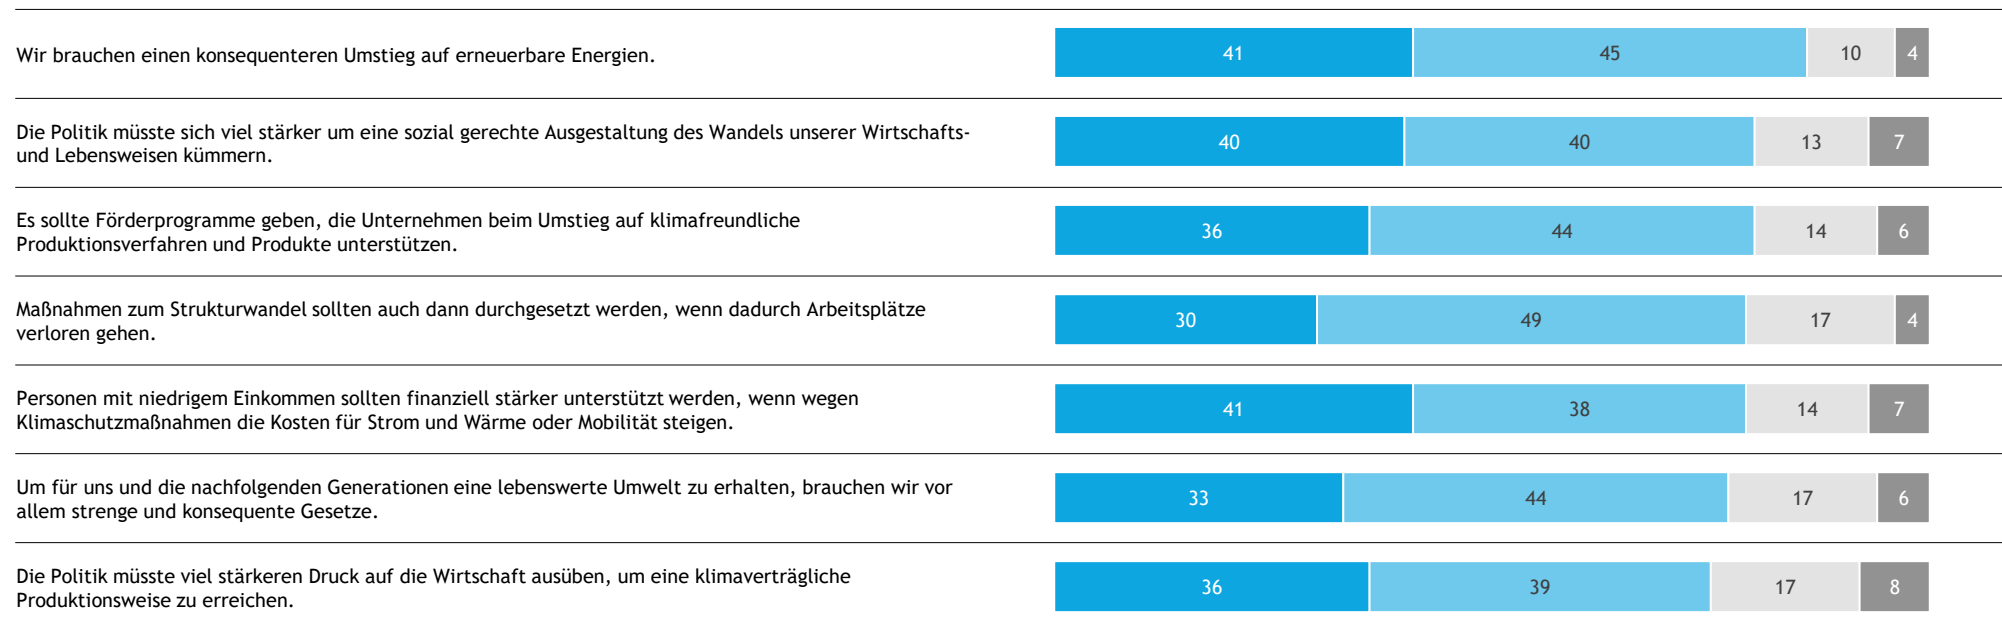 Wir brauchen einen konsequenteren Umstieg auf erneuerbare Energien.
41 45 10 4
Die Politik müsste sich viel stärker um eine sozial gerechte Ausgestaltung des Wandels unserer Wirtschafts-
und Lebensweisen kümmern.
40 40 13 7
Es sollte Förderprogramme geben, die Unternehmen beim Umstieg auf klimafreundliche
Produktionsverfahren und Produkte unterstützen.
36 44 14 6
Maßnahmen zum Strukturwandel sollten auch dann durchgesetzt werden, wenn dadurch Arbeitsplätze
verloren gehen.
30 49 17 4
Personen mit niedrigem Einkommen sollten finanziell stärker unterstützt werden, wenn wegen
Klimaschutzmaßnahmen die Kosten für Strom und Wärme oder Mobilität steigen.
41 38 14 7
Um für uns und die nachfolgenden Generationen eine lebenswerte Umwelt zu erhalten, brauchen wir vor
allem strenge und konsequente Gesetze.
33 44 17 6
Die Politik müsste viel stärkeren Druck auf die Wirtschaft ausüben, um eine klimaverträgliche
Produktionsweise zu erreichen.
36 39 17 8